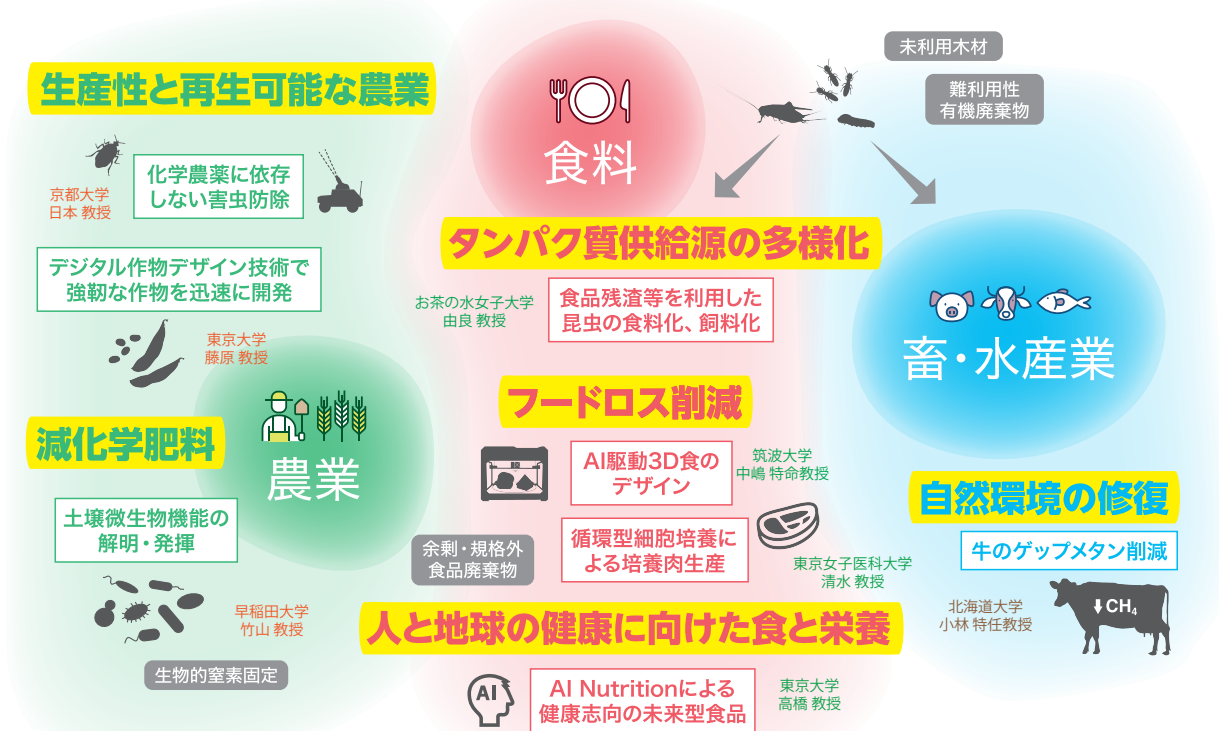 生産性と再生可能な農業
京都大学
日本 教授
化学農薬に依存
しない害虫防除
デジタル作物デザイン技術で
強靭な作物を迅速に開発
東京大学
藤原 教授
農業
減化学肥料
土壌微生物機能の
解明・発揮
早稲田大学
竹山 教授
生物的窒素固定
食料
タンパク質供給源の多様化
お茶の水女子大学
由良 教授
食品残渣等を利用した
昆虫の食料化、飼料化
フードロス削減
AI駆動3D食の
デザイン
筑波大学
中嶋 特命教授
循環型細胞培養に
よる培養肉生産
東京女子医科大学
清水 教授
余剰・規格外
食品廃棄物
人と地球の健康に向けた食と栄養
AI
AI Nutritionによる
健康志向の未来型食品
東京大学
高橋 教授
未利用木材
難利用性
有機廃棄物
畜・水産業
自然環境の修復
牛のゲップメタン削減
北海道大学
小林 特任教授
CH₄